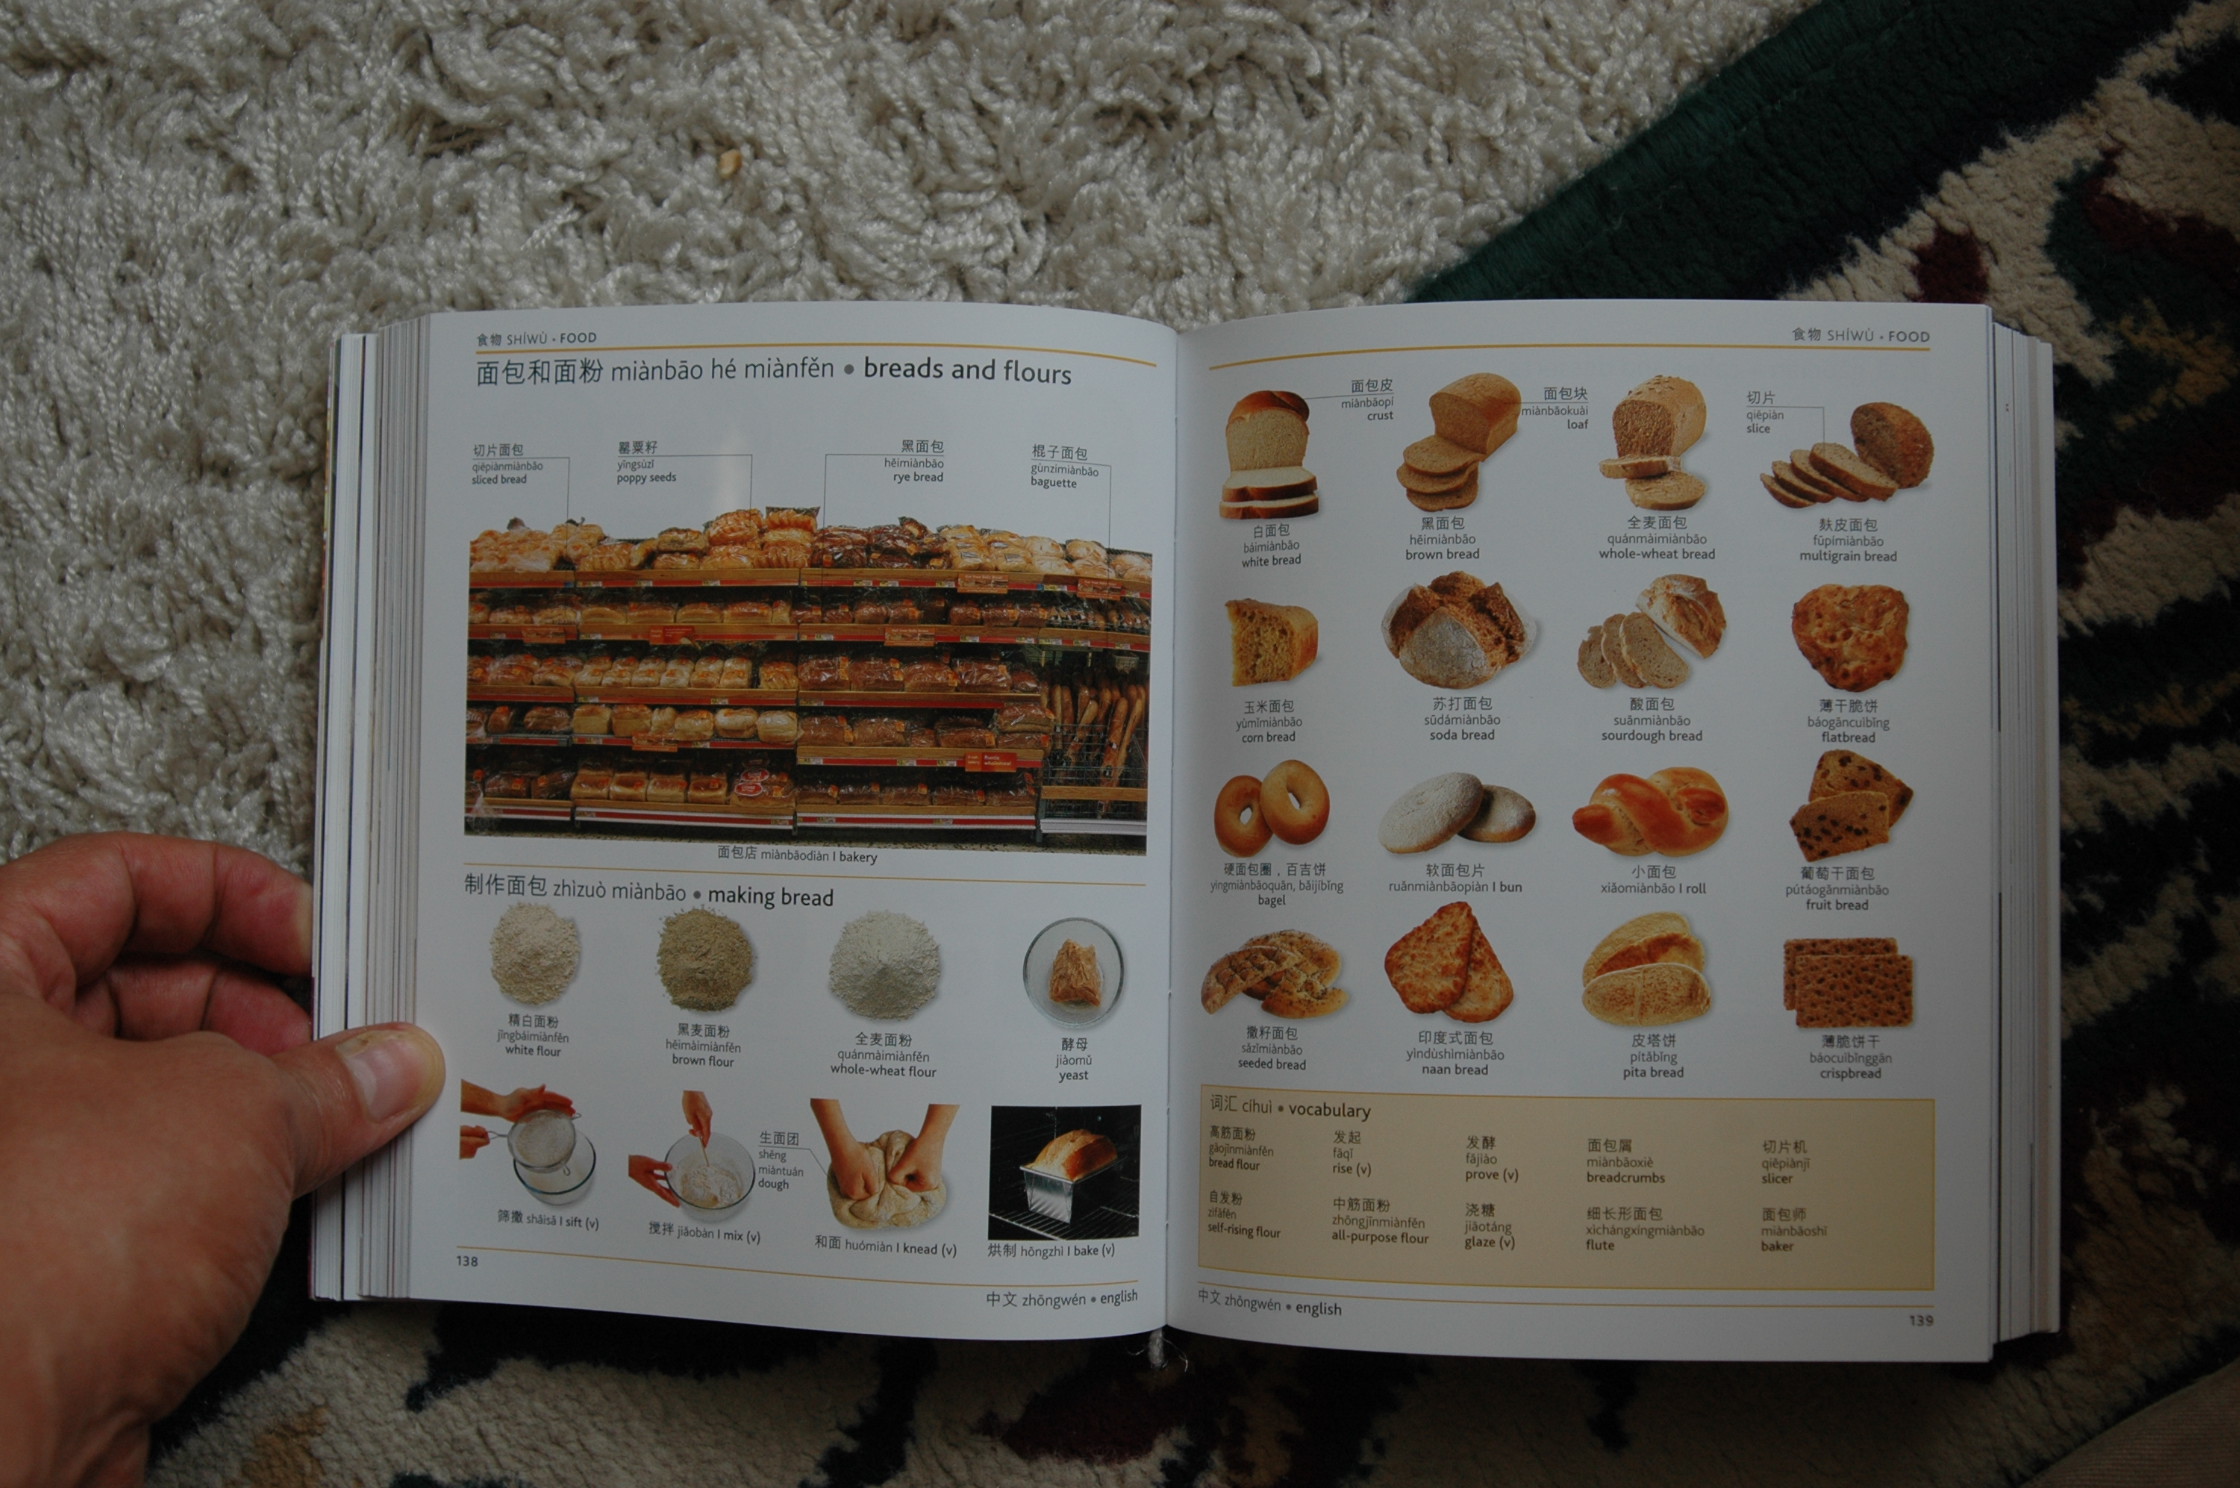 食物 SHÍWÙ • FOOD
面包和面粉 miànbāo hé miànfěn • breads and flours
切片面包
qiēpiànmiànbāo
sliced bread
罂粟籽
yīngsùzǐ
poppy seeds
黑面包
hēimiànbāo
rye bread
棍子面包
gùnzimiànbāo
baguette
面包店 miànbāodiàn I bakery
制作面包 zhìzuò miànbāo • making bread
精白面粉
jīngbáimiànfěn
white flour
黑麦面粉
hēimàimiànfěn
brown flour
全麦面粉
quánmàimiànfěn
whole-wheat flour
酵母
jiàomǔ
yeast
筛撒 shāisǎ I sift (v)
搅拌 jiǎobàn I mix (v)
生面团
shēng
miàntuán
dough
和面 huómiàn I knead (v)
烘制 hōngzhì I bake (v)
138
中文 zhōngwén • english
食物 SHÍWÙ • FOOD
面包皮
miànbāopí
crust
面包块
miànbāokuài
loaf
切片
qiēpiàn
slice
白面包
báimiànbāo
white bread
黑面包
hēimiànbāo
brown bread
全麦面包
quánmàimiànbāo
whole-wheat bread
麸皮面包
fūpímiànbāo
multigrain bread
玉米面包
yùmǐmiànbāo
corn bread
苏打面包
sūdámiànbāo
soda bread
酸面包
suānmiànbāo
sourdough bread
薄干脆饼
báogāncuìbǐng
flatbread
硬面包圈，百吉饼
yìngmiànbāoquān, bǎijíbǐng
bagel
软面包片
ruǎnmiànbāopiàn I bun
小面包
xiǎomiànbāo I roll
葡萄干面包
pútáogānmiànbāo
fruit bread
撒籽面包
sǎzǐmiànbāo
seeded bread
印度式面包
yìndùshìmiànbāo
naan bread
皮塔饼
pítǎbǐng
pita bread
薄脆饼干
báocuìbǐnggān
crispbread
词汇 cíhuì • vocabulary
高筋面粉
gāojīnmiànfěn
bread flour
发起
fāqǐ
rise (v)
发酵
fājiào
prove (v)
面包屑
miànbāoxiè
breadcrumbs
切片机
qiēpiànjī
slicer
自发粉
zìfāfěn
self-rising flour
中筋面粉
zhōngjīnmiànfěn
all-purpose flour
浇糖
jiāotáng
glaze (v)
细长形面包
xìchángxíngmiànbāo
flute
面包师
miànbāoshī
baker
中文 zhōngwén • english
139